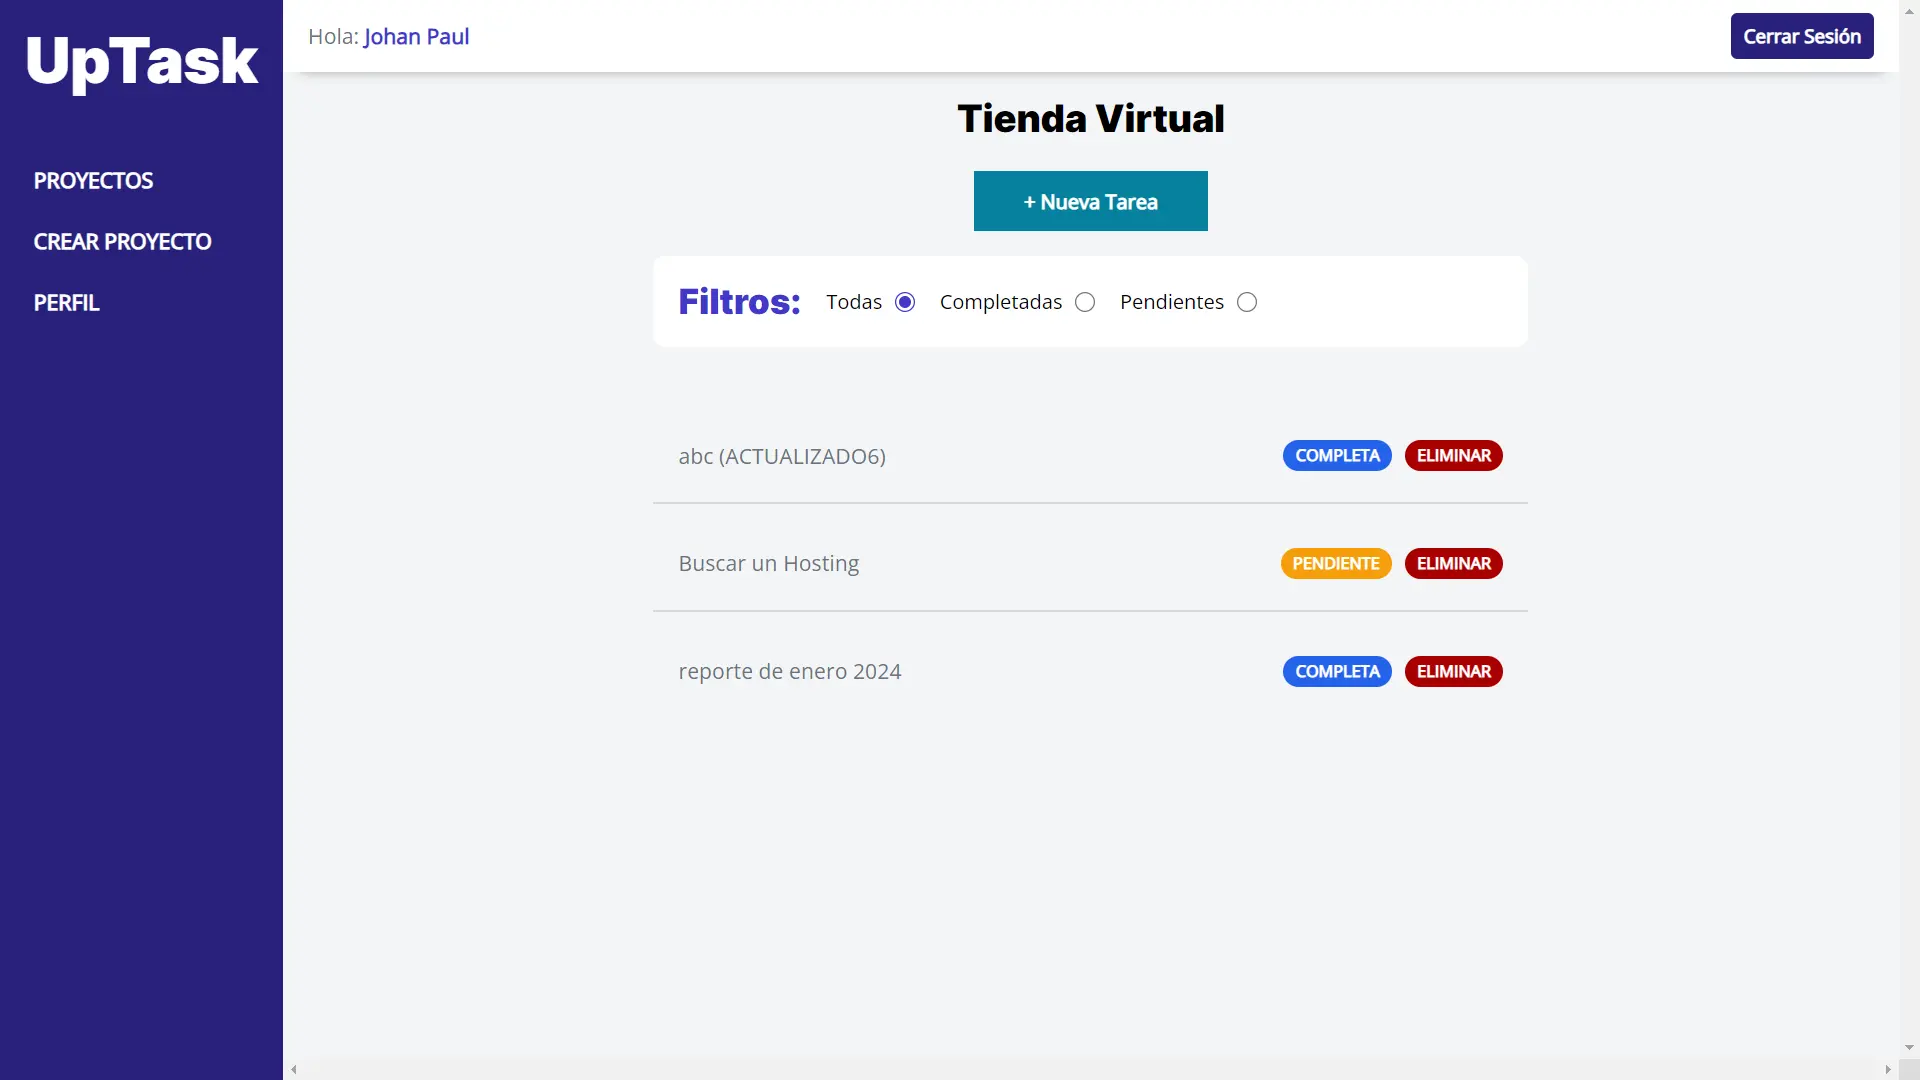 UpTask
PROYECTOS
CREAR PROYECTO
PERFIL
Hola: Johan Paul
Cerrar Sesión
Tienda Virtual
+ Nueva Tarea
Filtros: Todas Completadas Pendientes
abc (ACTUALIZADO6) COMPLETA ELIMINAR
Buscar un Hosting PENDIENTE ELIMINAR
reporte de enero 2024 COMPLETA ELIMINAR